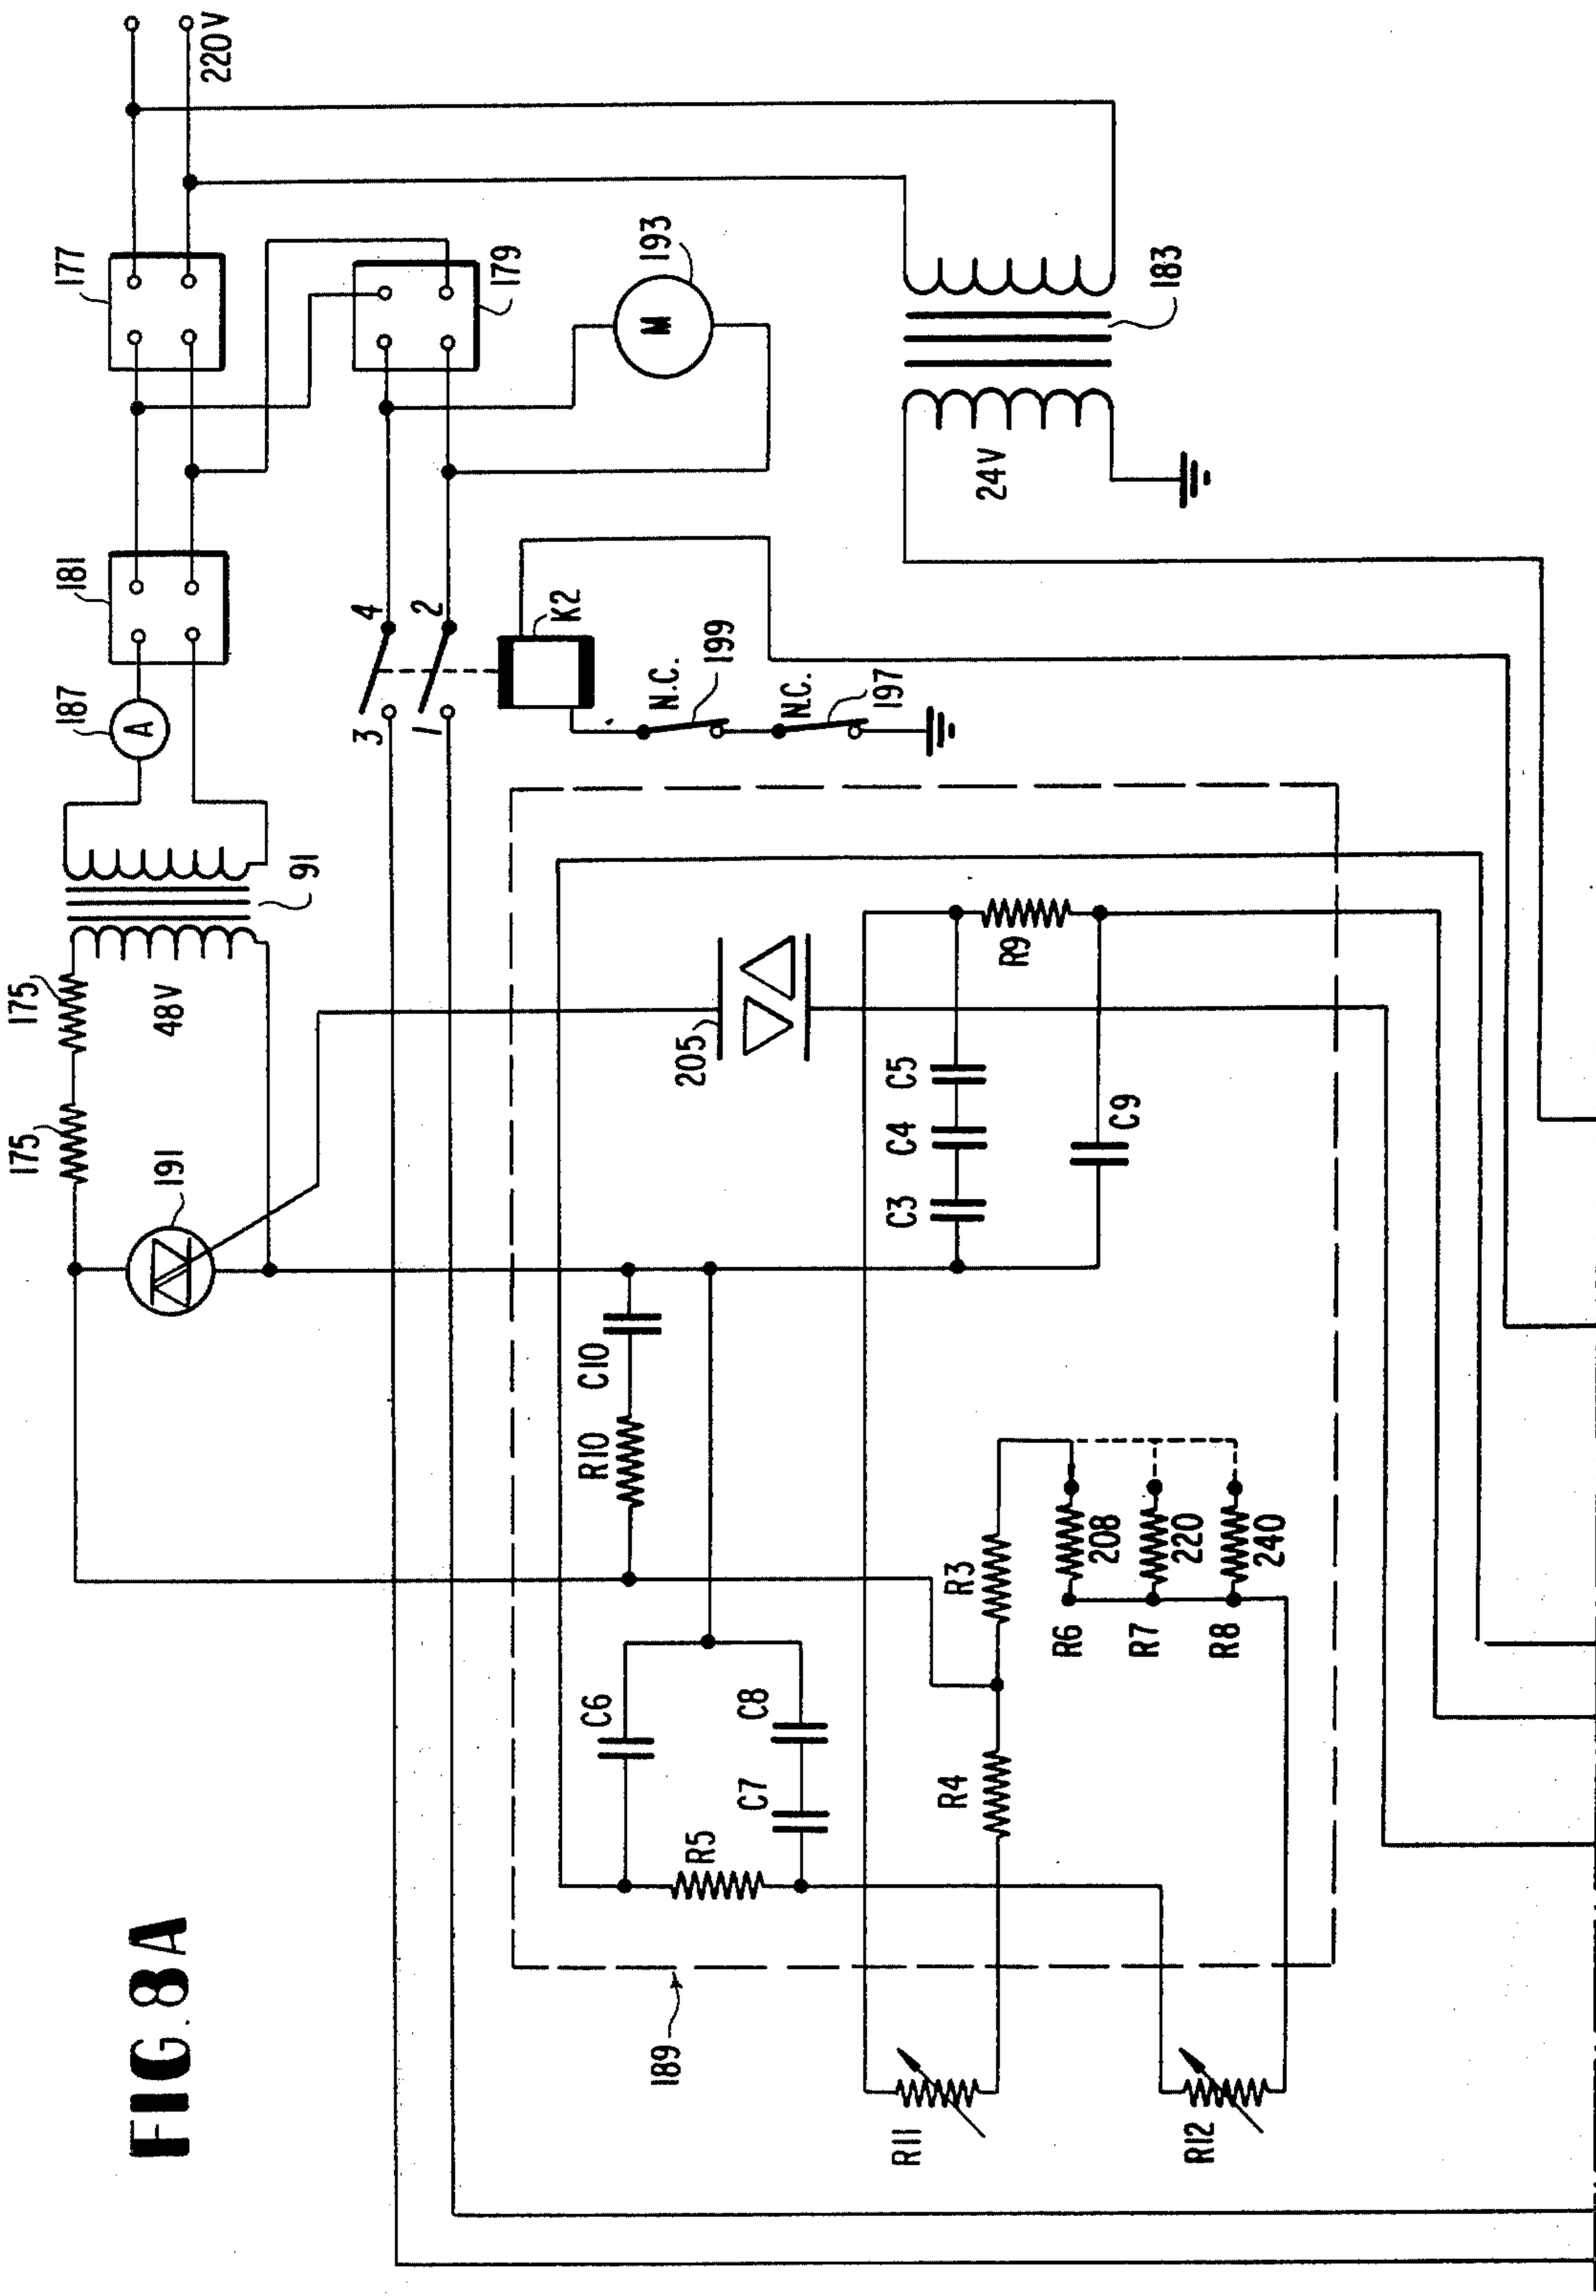 FIG. 8A
220V
177
181
187
A
91
175
175
48V
191
179
193
M
183
24V
4
2
3
1
K2
N.C.
199
N.C.
197
205
R9
C5
C4
C3
C9
C10
R10
C6
C8
C7
R5
R3
R4
R6
208
R7
220
R8
240
189
R11
R12